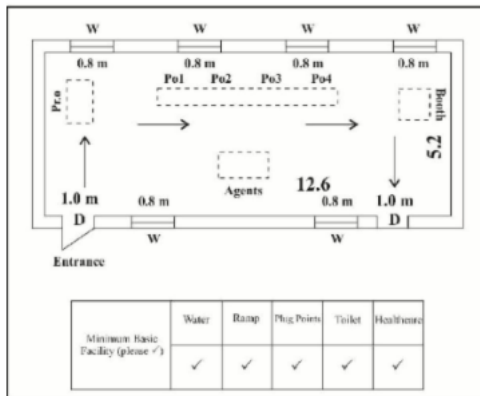 W W W W
0.8 m 0.8 m 0.8 m 0.8 m
Po1 Po2 Po3 Po4
Pr.o
Booth
5.2
Agents
12.6
1.0 m 0.8 m 0.8 m 1.0 m
D D
W W
Entrance
Minimum Basic Facility (please ✓) Water Ramp Plug Points Toilet Healthcare
✓ ✓ ✓ ✓ ✓